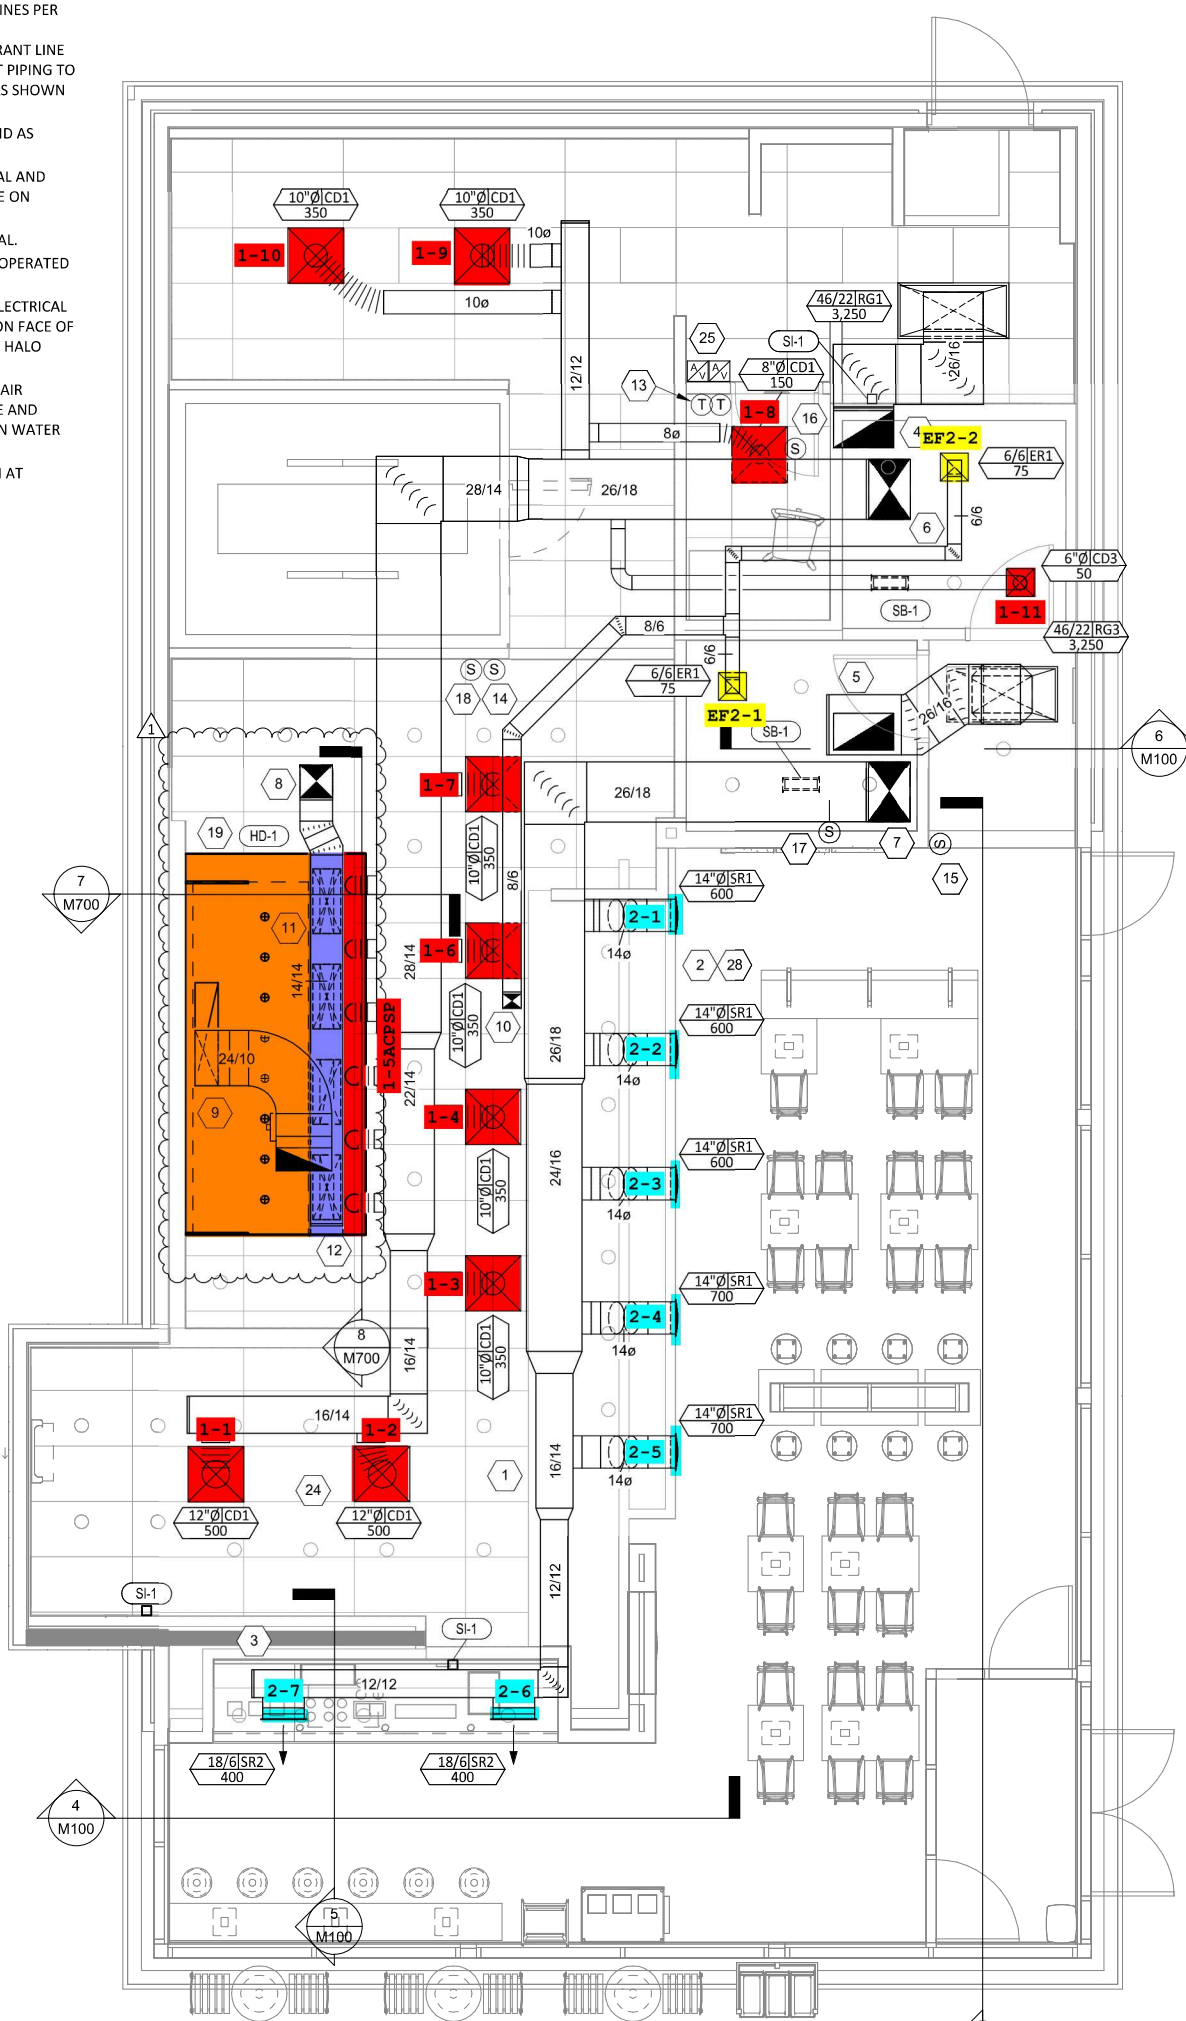 INES PER
RANT LINE
T PIPING TO
AS SHOWN
ND AS
AL AND
E ON
AL.
OPERATED
LECTRICAL
ON FACE OF
HALO
AIR
E AND
N WATER
N AT
10"Ø CD1
350
10"Ø CD1
350
1-10
1-9
10ø
10ø
12/12
46/22 RG1
3,250
SI-1
26/16
25
A V A V
8"Ø CD1
150
13
T T
1-8
16
8ø
S
4
EF2-2
6/6 ER1
75
28/14
26/18
6
6/6
6"Ø CD3
50
SB-1
1-11
46/22 RG3
3,250
8/6
6/6
6/6 ER1
75
S S
18
14
5
EF2-1
26/16
SB-1
1
6
M100
8
1-7
26/18
19
HD-1
10"Ø CD1
350
8/6
S
17
7
S
15
7
M700
14"Ø SR1
600
2-1
14ø
11
1-6
28/14
14/14
2
28
10"Ø CD1
350
10
14"Ø SR1
600
1-5ACPSP
26/18
2-2
14ø
24/10
22/14
9
1-4
24/16
14"Ø SR1
600
10"Ø CD1
350
2-3
14ø
12
1-3
14"Ø SR1
700
2-4
14ø
8
M700
16/14
10"Ø CD1
350
16/14
1-1
1-2
14"Ø SR1
700
2-5
14ø
16/14
24
1
12"Ø CD1
500
12"Ø CD1
500
12/12
SI-1
3
SI-1
2-7
12/12
2-6
18/6 SR2
400
18/6 SR2
400
4
M100
5
M100